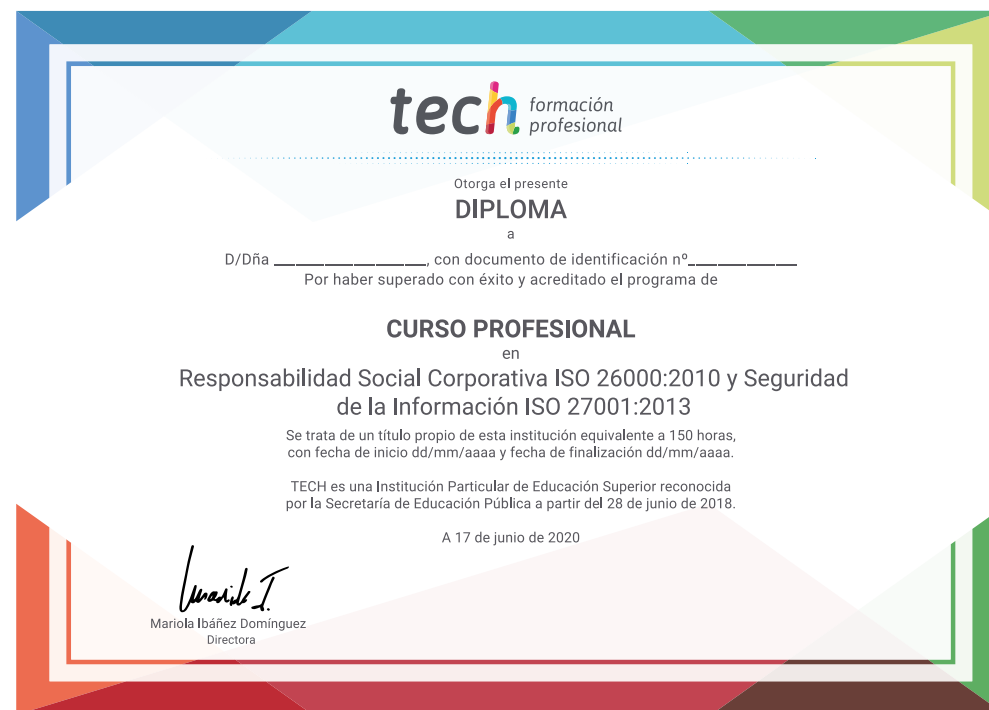 tech formación
profesional
Otorga el presente
DIPLOMA
a
D/Dña ______________, con documento de identificación nº__________
Por haber superado con éxito y acreditado el programa de
CURSO PROFESIONAL
en
Responsabilidad Social Corporativa ISO 26000:2010 y Seguridad
de la Información ISO 27001:2013
Se trata de un título propio de esta institución equivalente a 150 horas,
con fecha de inicio dd/mm/aaaa y fecha de finalización dd/mm/aaaa.
TECH es una Institución Particular de Educación Superior reconocida
por la Secretaría de Educación Pública a partir del 28 de junio de 2018.
A 17 de junio de 2020
Mariola Ibáñez Domínguez
Directora